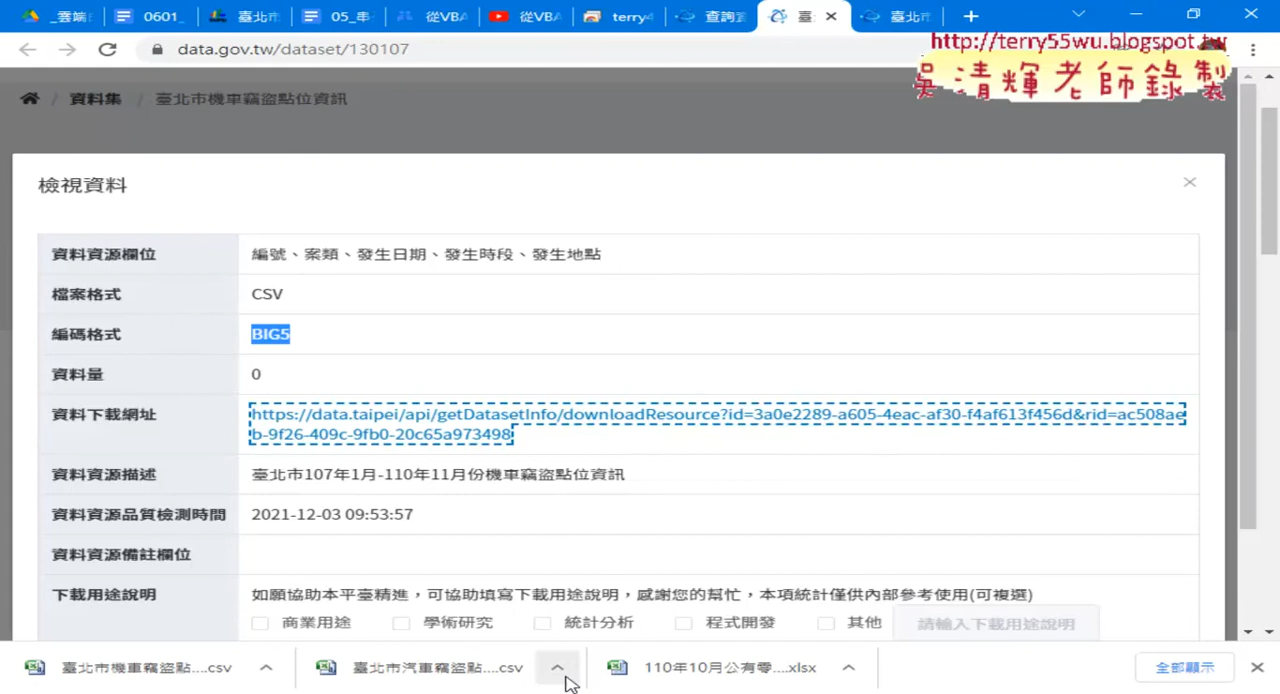 _雲端
0601_
臺北市
05_串
從VBA
從VBA
terry
查詢資
臺
臺北市
data.gov.tw/dataset/130107
http://terry55wu.blogspot.tw
吳清輝老師錄製
資料集 / 臺北市機車竊盜點位資訊
檢視資料
資料資源欄位 編號、案類、發生日期、發生時段、發生地點
檔案格式 CSV
編碼格式 BIG5
資料量 0
資料下載網址 https://data.taipei/api/getDatasetInfo/downloadResource?id=3a0e2289-a605-4eac-af30-f4af613f456d&rid=ac508ae
b-9f26-409c-9fb0-20c65a973498
資料資源描述 臺北市107年1月-110年11月份機車竊盜點位資訊
資料資源品質檢測時間 2021-12-03 09:53:57
資料資源備註欄位
下載用途說明 如願協助本平臺精進，可協助填寫下載用途說明，感謝您的幫忙，本項統計僅供內部參考使用(可複選)
商業用途 學術研究 統計分析 程式開發 其他 請輸入下載用途說明
臺北市機車竊盜點....csv 臺北市汽車竊盜點....csv 110年10月公有零....xlsx 全部顯示